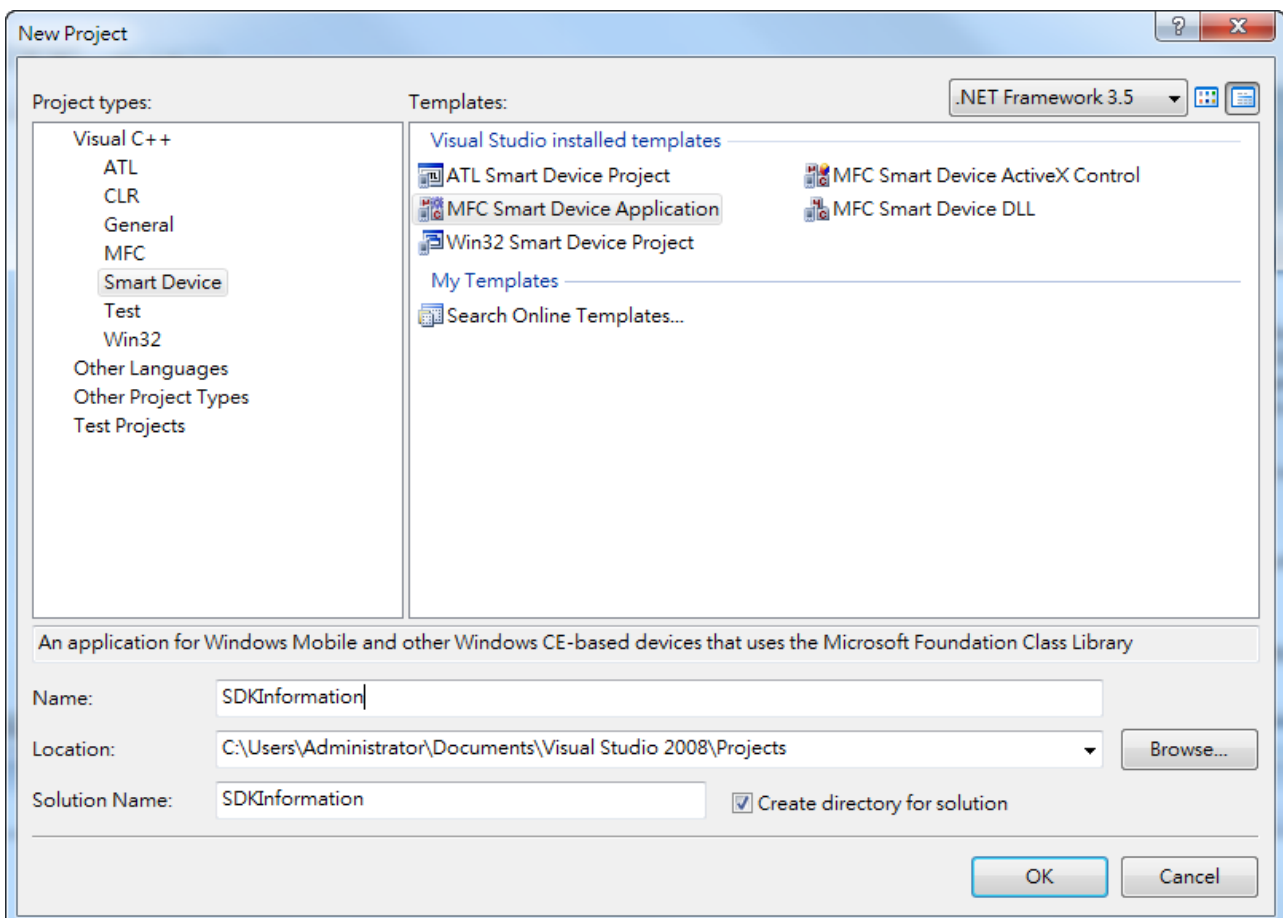 New Project
Project types:
Templates:
.NET Framework 3.5
Visual C++
ATL
CLR
General
MFC
Smart Device
Test
Win32
Other Languages
Other Project Types
Test Projects
Visual Studio installed templates
ATL Smart Device Project
MFC Smart Device ActiveX Control
MFC Smart Device Application
MFC Smart Device DLL
Win32 Smart Device Project
My Templates
Search Online Templates...
An application for Windows Mobile and other Windows CE-based devices that uses the Microsoft Foundation Class Library
Name:
SDKInformation
Location:
C:\Users\Administrator\Documents\Visual Studio 2008\Projects
Browse...
Solution Name:
SDKInformation
Create directory for solution
OK
Cancel